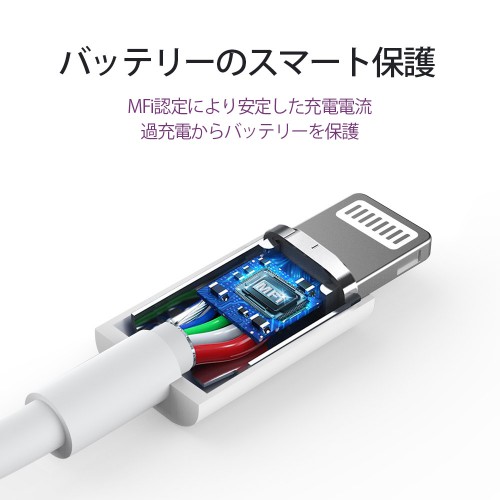 バッテリーのスマート保護
MFi認定により安定した充電電流
過充電からバッテリーを保護
MFi